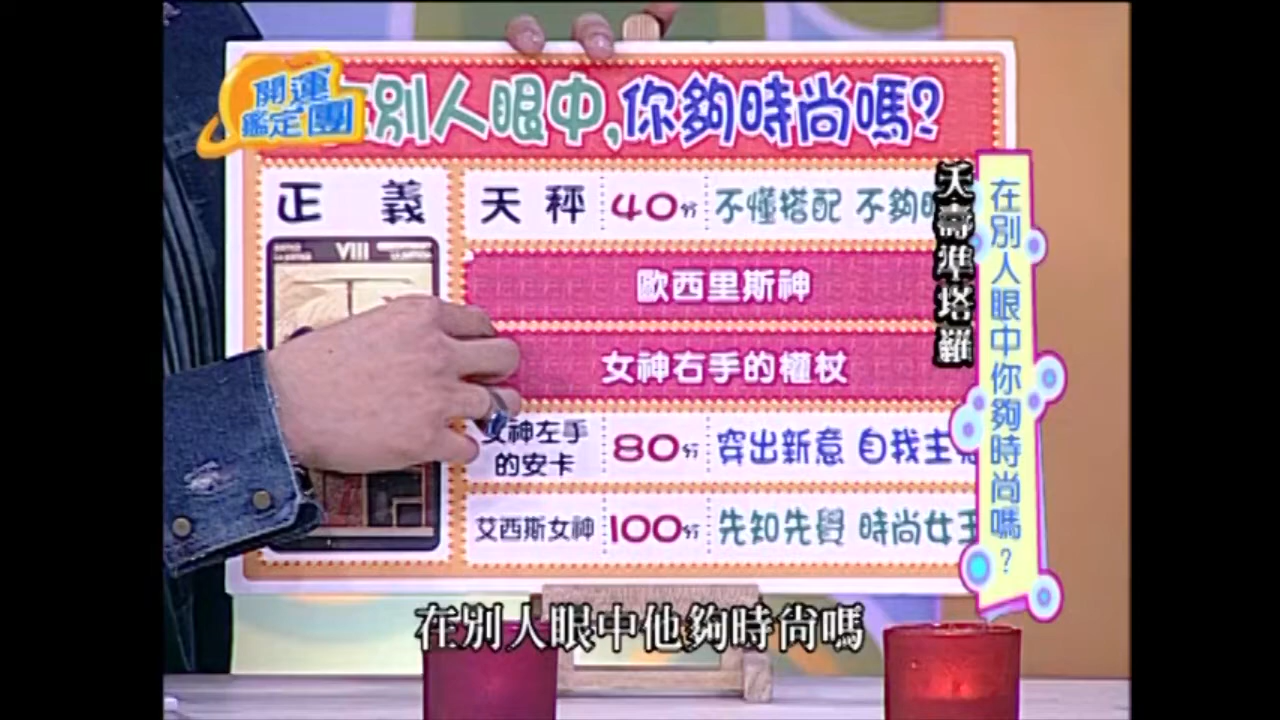 開運
鑑定團
別人眼中,你夠時尚嗎?
正義
VIII
天秤 40分 不懂搭配 不夠
歐西里斯神
女神右手的權杖
女神左手的安卡 80分 突出新意 自我主
艾西斯女神 100分 先知先覺 時尚女王
天壽準塔羅
在別人眼中你夠時尚嗎?
在別人眼中他夠時尚嗎